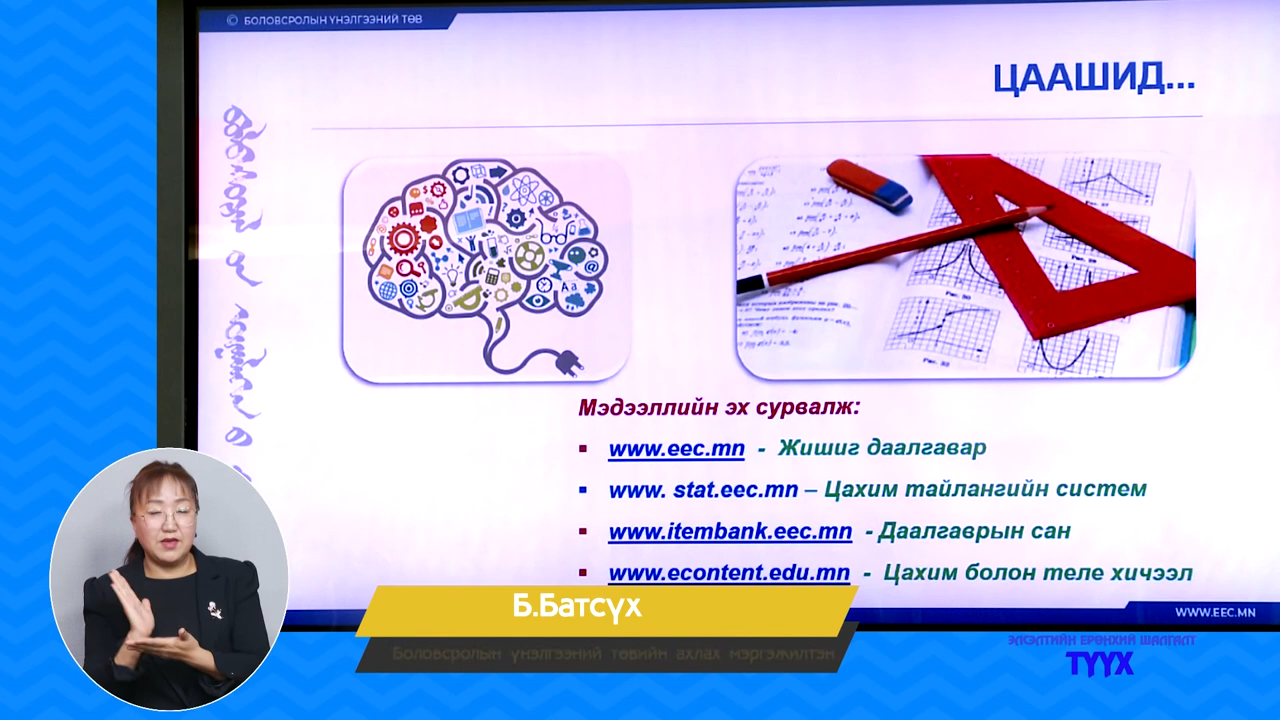 © БОЛОВСРОЛЫН ҮНЭЛГЭЭНИЙ ТӨВ
ЦААШИД...
Мэдээллийн эх сурвалж:
▪ www.eec.mn - Жишиг даалгавар
▪ www. stat.eec.mn – Цахим тайлангийн систем
▪ www.itembank.eec.mn - Даалгаврын сан
▪ www.econtent.edu.mn - Цахим болон теле хичээл
Б.Батсүх
Боловсролын үнэлгээний төвийн ахлах мэргэжилтэн
WWW.EEC.MN
ЭЛСЭЛТИЙН ЕРӨНХИЙ ШАЛГАЛТ
ТҮҮХ